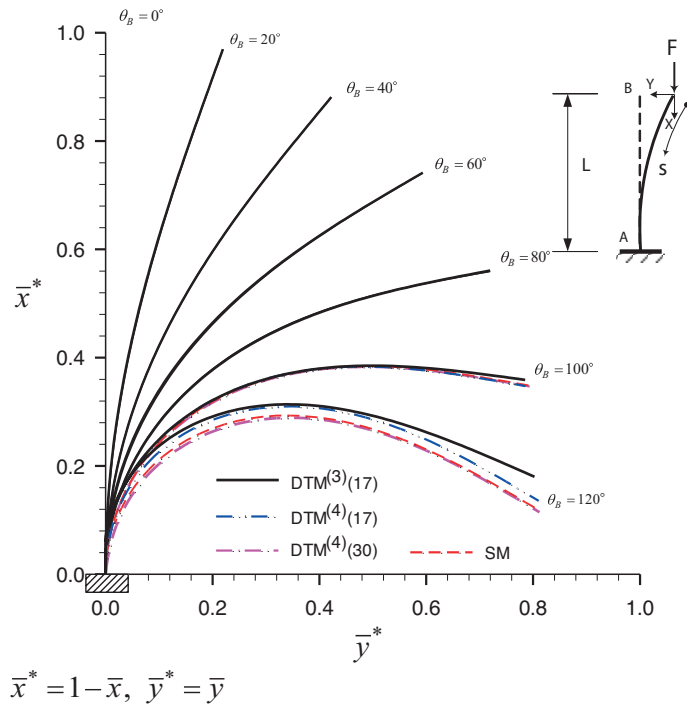 1.0
0.8
0.6
0.4
0.2
0.0
x̄*
0.0
0.2
0.4
0.6
0.8
1.0
ȳ*
θ_B = 0°
θ_B = 20°
θ_B = 40°
θ_B = 60°
θ_B = 80°
θ_B = 100°
θ_B = 120°
DTM^(3)(17)
DTM^(4)(17)
DTM^(4)(30)
SM
F
B
Y
X
S
L
A
x̄* = 1 − x̄, ȳ* = ȳ